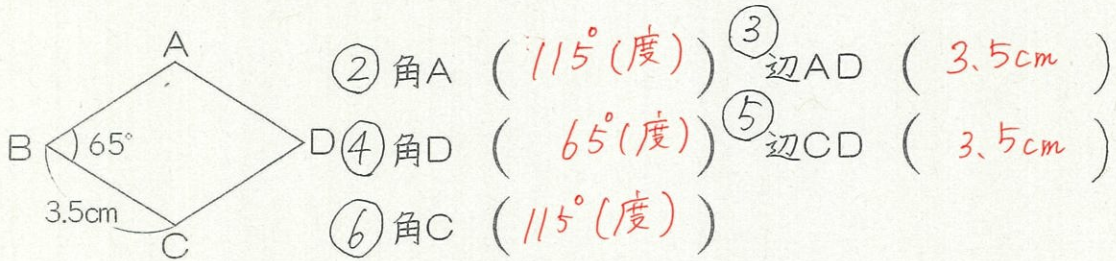 A
B 65° D
3.5cm
C
② 角A ( 115°(度) ) ③ 辺AD ( 3.5cm )
④ 角D ( 65°(度) ) ⑤ 辺CD ( 3.5cm )
⑥ 角C ( 115°(度) )